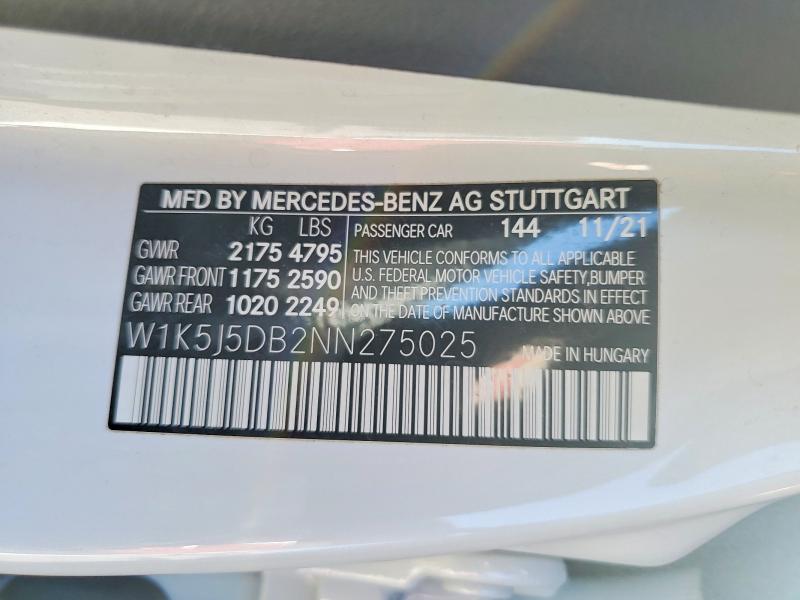 MFD BY MERCEDES-BENZ AG STUTTGART
KG LBS
GVWR 2175 4795
GAWR FRONT 1175 2590
GAWR REAR 1020 2249
PASSENGER CAR 144 11/21
THIS VEHICLE CONFORMS TO ALL APPLICABLE
U.S. FEDERAL MOTOR VEHICLE SAFETY,BUMPER
AND THEFT PREVENTION STANDARDS IN EFFECT
ON THE DATE OF MANUFACTURE SHOWN ABOVE
W1K5J5DB2NN275025
MADE IN HUNGARY